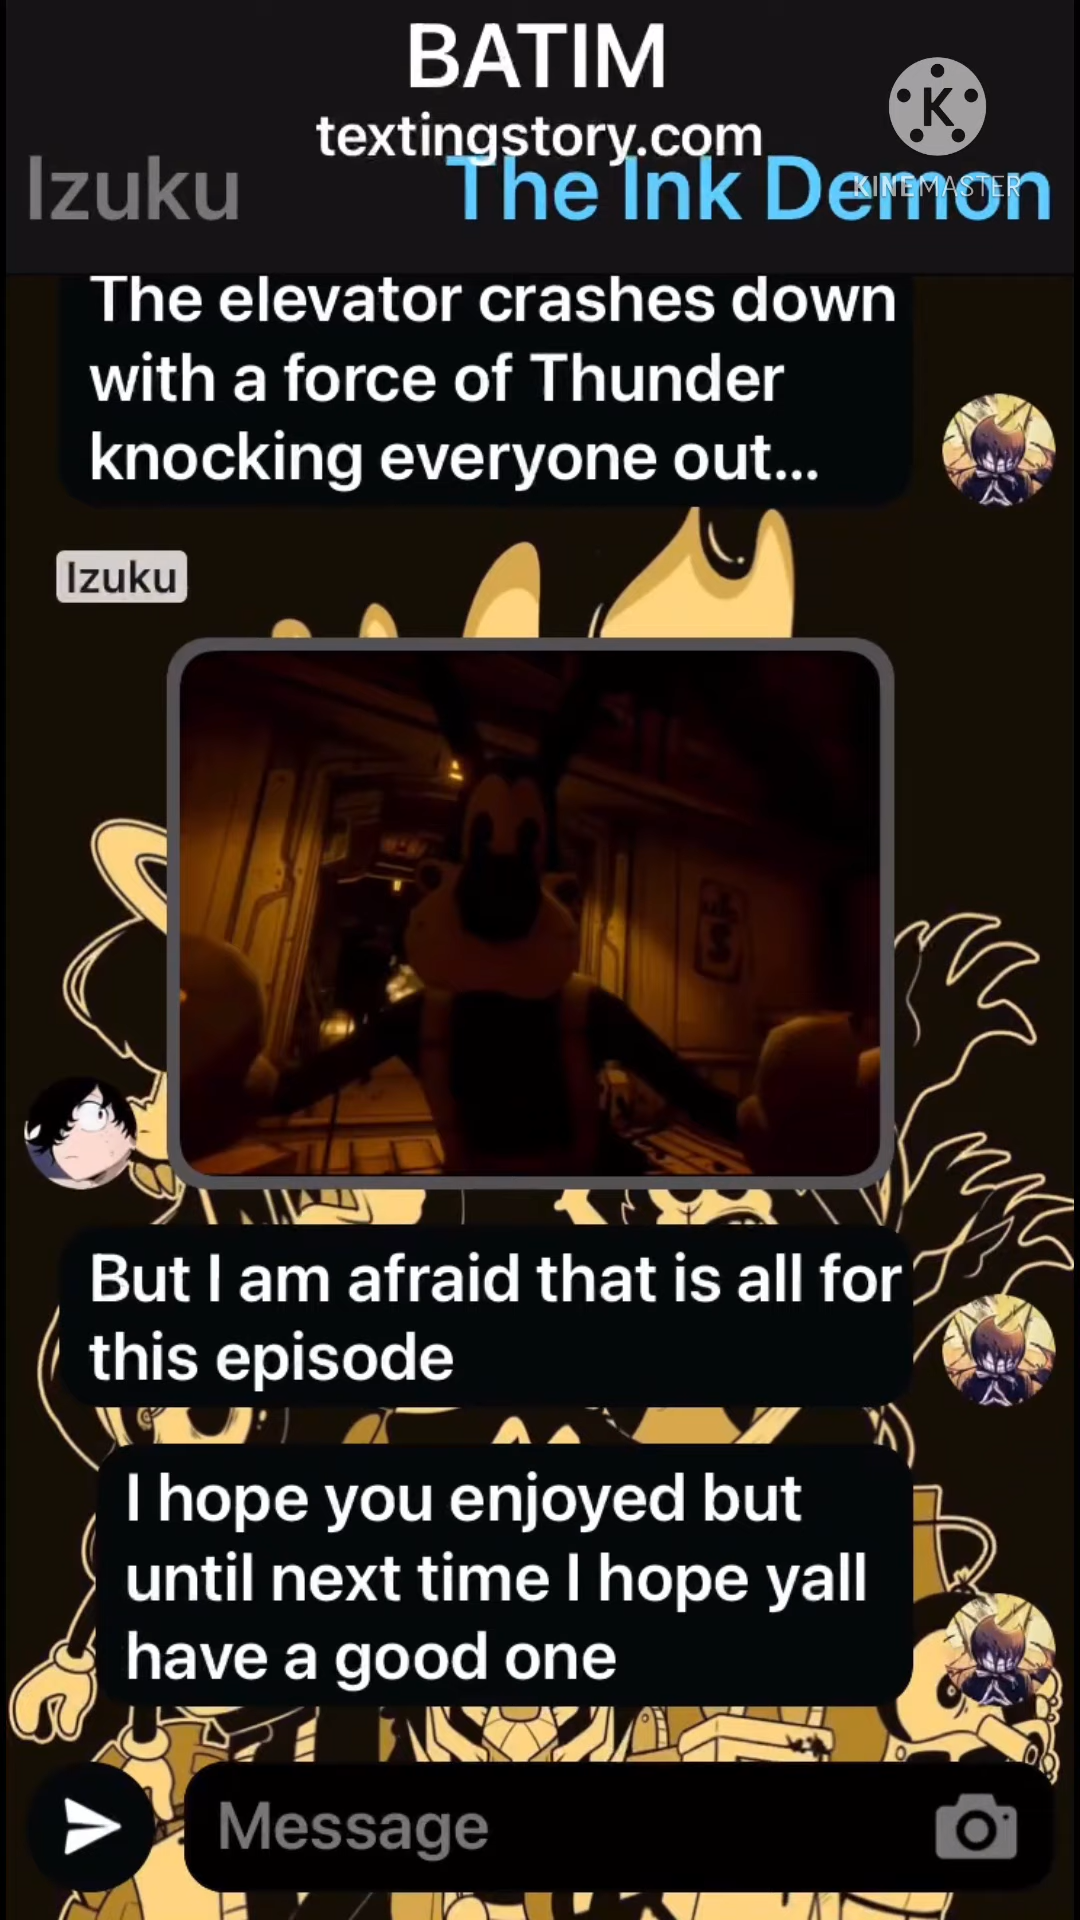 BATIM
textingstory.com
K
KINEMASTER
Izuku
The Ink Demon
The elevator crashes down
with a force of Thunder
knocking everyone out...
Izuku
But I am afraid that is all for
this episode
I hope you enjoyed but
until next time I hope yall
have a good one
Message